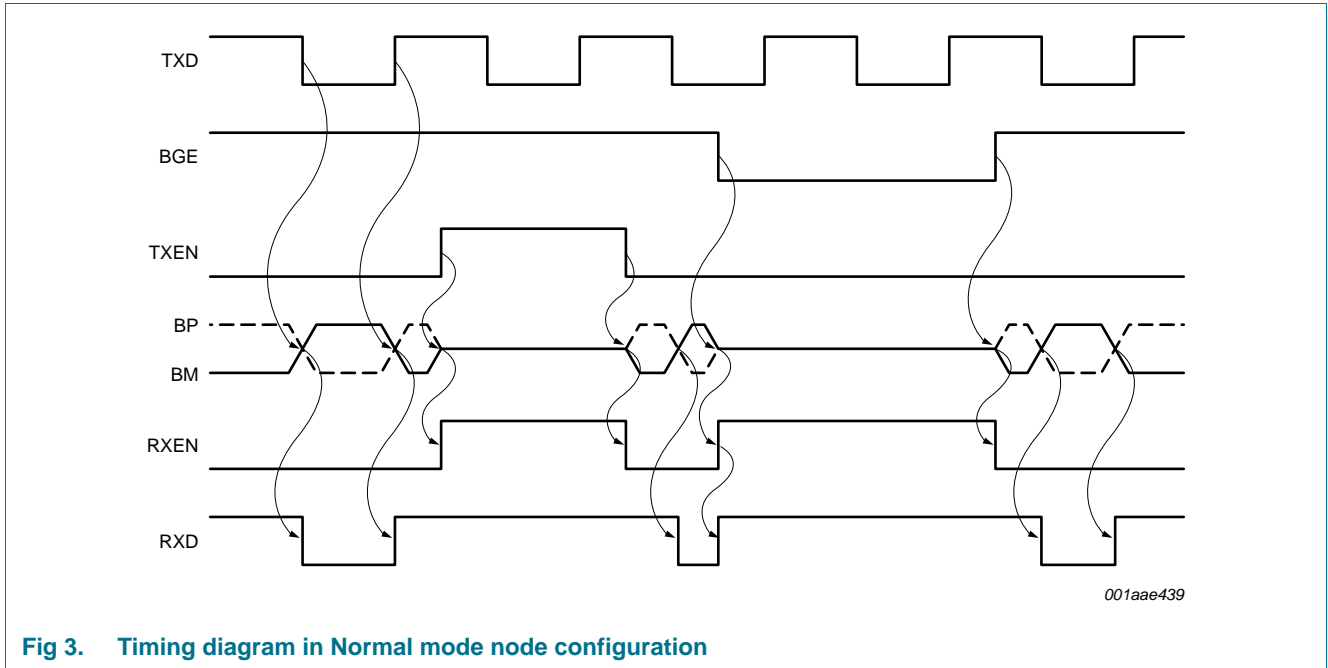 TXD
BGE
TXEN
BP
BM
RXEN
RXD
001aae439
Fig 3. Timing diagram in Normal mode node configuration